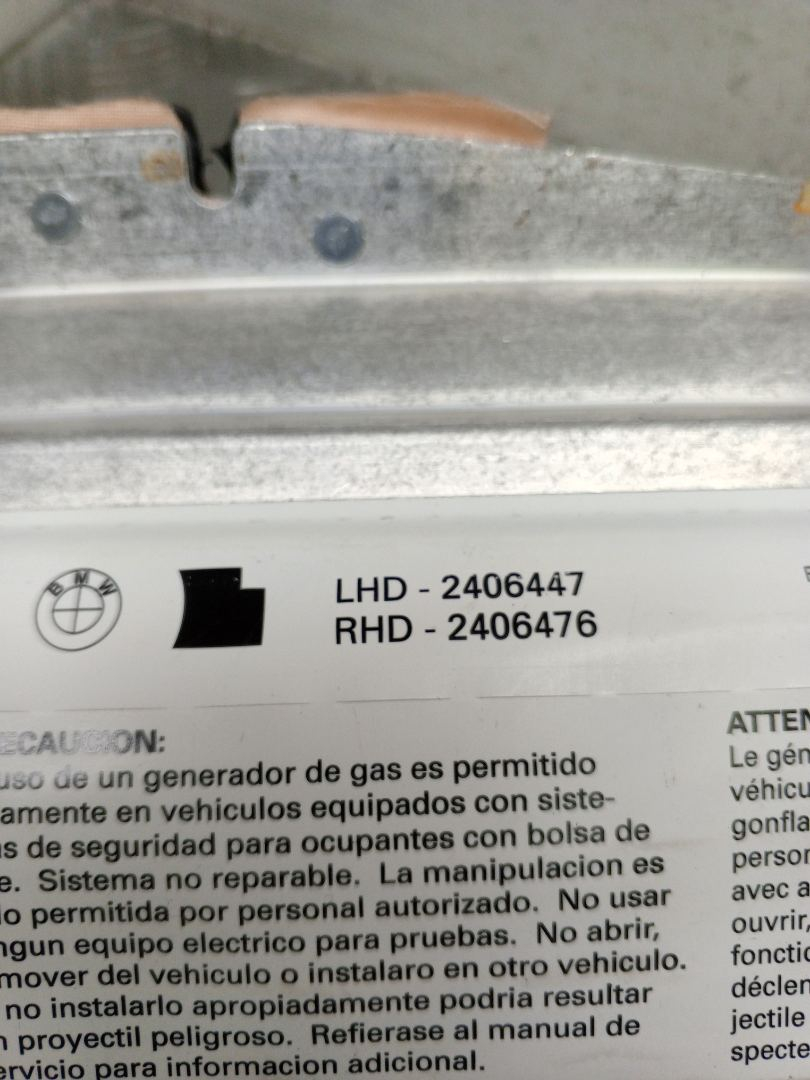 BMW
LHD - 2406447
RHD - 2406476
ECAUCION:
uso de un generador de gas es permitido
amente en vehiculos equipados con siste-
as de seguridad para ocupantes con bolsa de
e. Sistema no reparable. La manipulacion es
lo permitida por personal autorizado. No usar
ngun equipo electrico para pruebas. No abrir,
mover del vehiculo o instalaro en otro vehiculo.
no instalarlo apropiadamente podria resultar
n proyectil peligroso. Refierase al manual de
ervicio para informacion adicional.
ATTEN
Le gén
véhicu
gonfla
person
avec a
ouvrir,
fonctio
déclen
jectile
specte